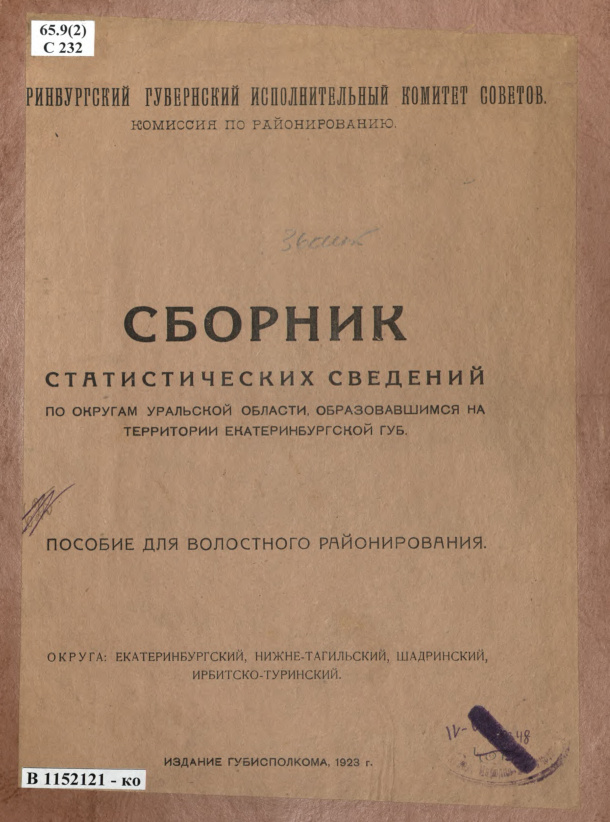 65.9(2)
С 232
РИНБУРГСКИЙ ГУБЕРНСКИЙ ИСПОЛНИТЕЛЬНЫЙ КОМИТЕТ СОВЕТОВ.
КОМИССИЯ ПО РАЙОНИРОВАНИЮ.
СБОРНИК
СТАТИСТИЧЕСКИХ СВЕДЕНИЙ
ПО ОКРУГАМ УРАЛЬСКОЙ ОБЛАСТИ, ОБРАЗОВАВШИМСЯ НА
ТЕРРИТОРИИ ЕКАТЕРИНБУРГСКОЙ ГУБ.
ПОСОБИЕ ДЛЯ ВОЛОСТНОГО РАЙОНИРОВАНИЯ.
ОКРУГА: ЕКАТЕРИНБУРГСКИЙ, НИЖНЕ-ТАГИЛЬСКИЙ, ШАДРИНСКИЙ,
ИРБИТСКО-ТУРИНСКИЙ.
ИЗДАНИЕ ГУБИСПОЛКОМА, 1923 г.
В 1152121 - ко